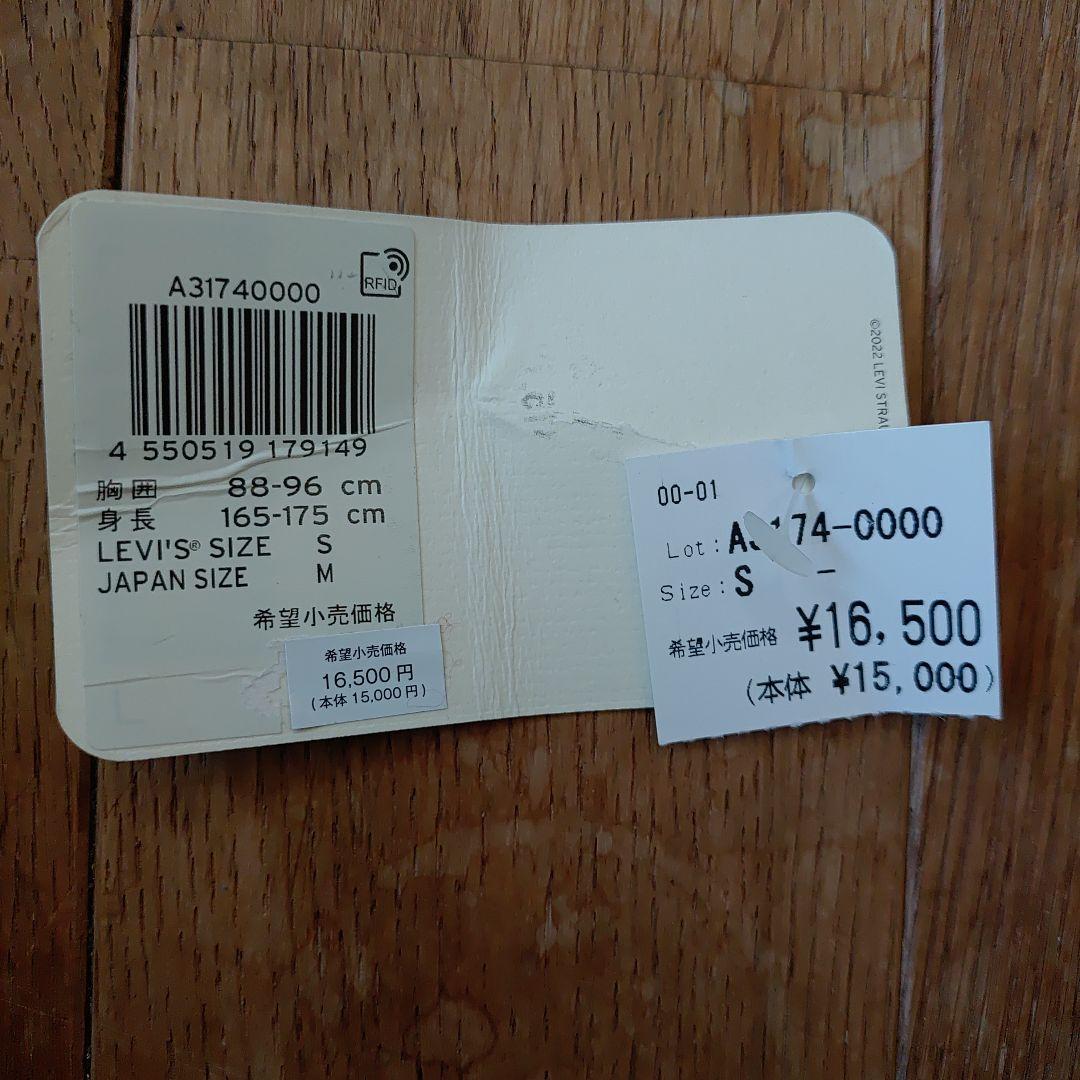 A31740000
RFID
4 550519 179149
胸囲 88-96 cm
身長 165-175 cm
LEVI'S® SIZE S
JAPAN SIZE M
希望小売価格
希望小売価格
16,500円
(本体 15,000円)
©2022 LEVI
00-01
Lot: 174-0000
Size: S -
希望小売価格 ¥16,500
(本体 ¥15,000)